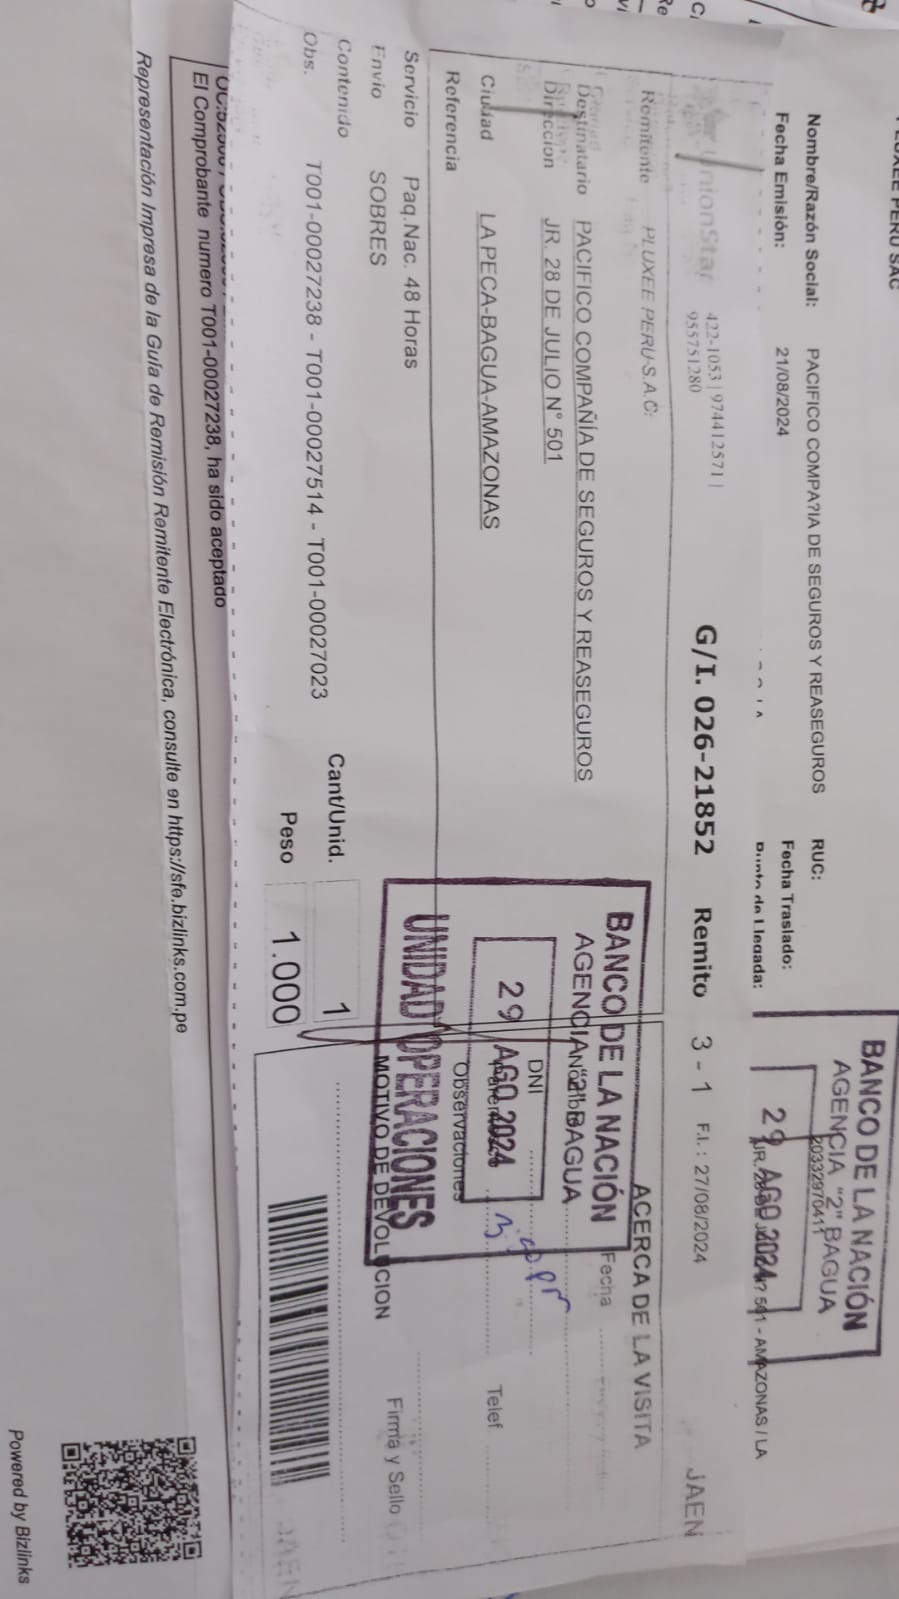 PLUXEE PERU SAC
Nombre/Razón Social: PACIFICO COMPA?IA DE SEGUROS Y REASEGUROS RUC: 20332970411
Fecha Emisión: 21/08/2024 Fecha Traslado:
Punto de Llegada: AMAZONAS / LA
BANCO DE LA NACIÓN
AGENCIA "2" BAGUA
29 AGO 2024
UnionStar 422-1053 | 974412571 |
955751280
G/I. 026-21852 Remito 3 - 1 F.I. : 27/08/2024 JAEN
Remitente PLUXEE PERU S.A.C.
Destinatario PACIFICO COMPAÑÍA DE SEGUROS Y REASEGUROS
Dirección JR. 28 DE JULIO N° 501
Ciudad LA PECA-BAGUA-AMAZONAS
Referencia
Servicio Paq.Nac. 48 Horas
Envio SOBRES
Contenido
Obs. T001-00027238 - T001-00027514 - T001-00027023
Cant/Unid. 1
Peso 1.000
ACERCA DE LA VISITA
Fecha
DNI
Telef
Observaciones
MOTIVO DE DEVOLUCION
Firma y Sello
BANCO DE LA NACIÓN
AGENCIA "2" BAGUA
29 AGO 2024
UNIDAD OPERACIONES
El Comprobante numero T001-00027238, ha sido aceptado
Representación Impresa de la Guía de Remisión Remitente Electrónica, consulte en https://sfe.bizlinks.com.pe
Powered by Bizlinks